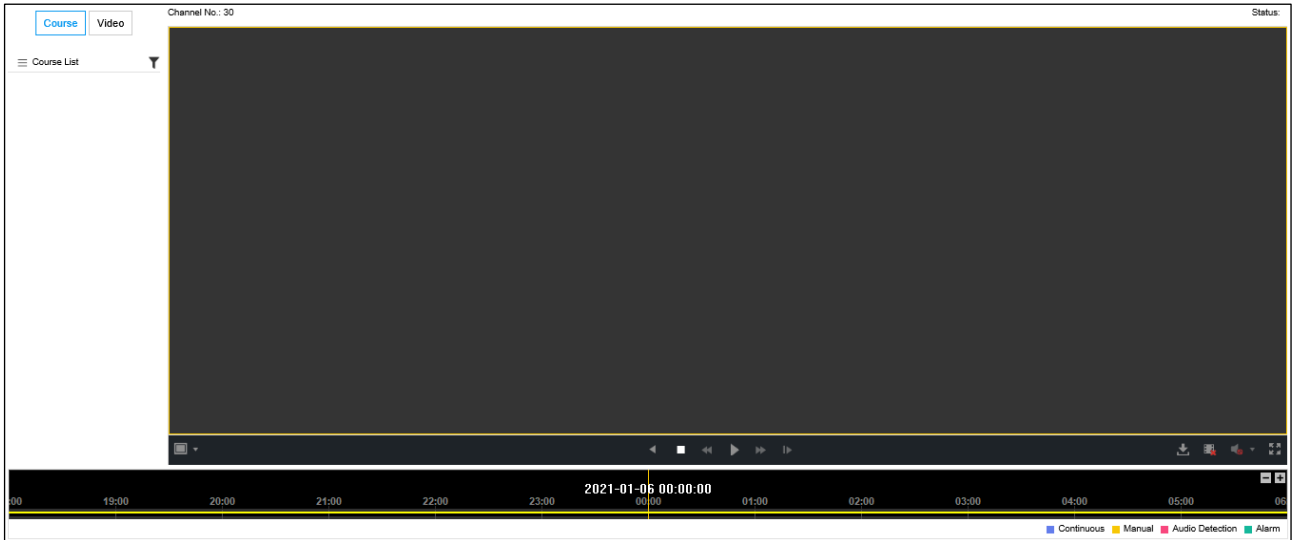 Course Video
Channel No.: 30
Status:
Course List
2021-01-06 00:00:00
:00 19:00 20:00 21:00 22:00 23:00 00:00 01:00 02:00 03:00 04:00 05:00 06
Continuous Manual Audio Detection Alarm